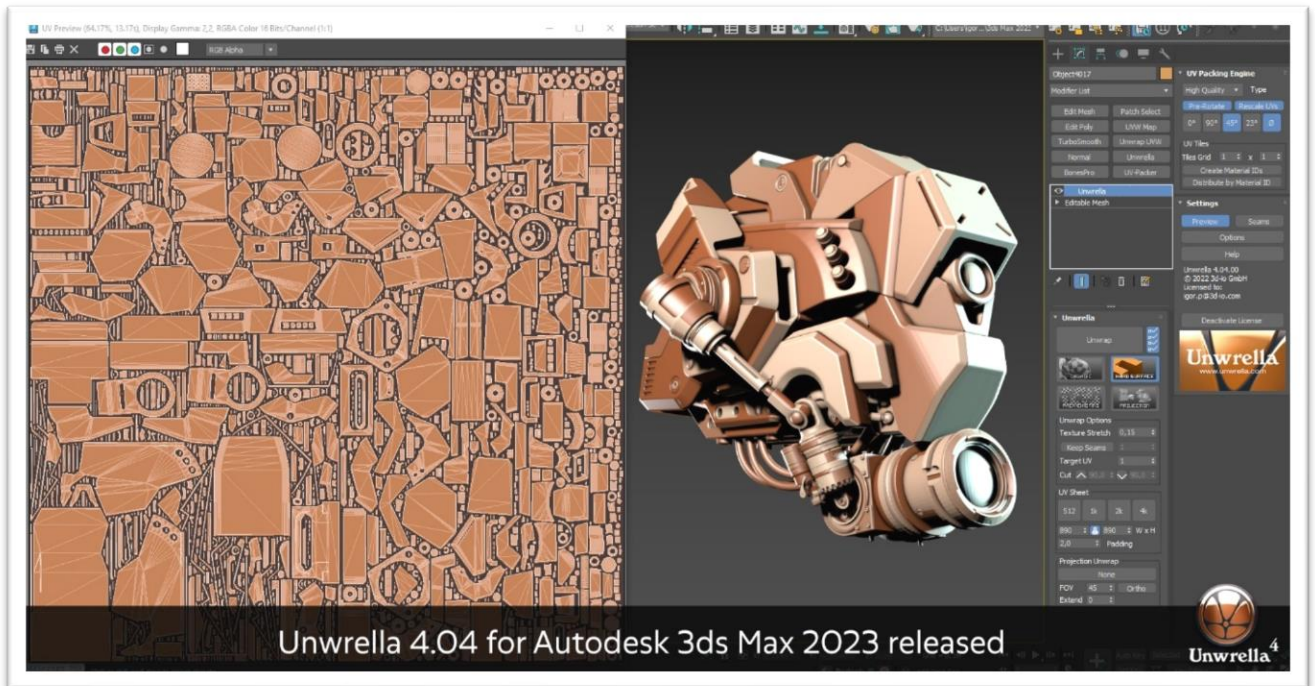 UV Preview (64.17%, 13.17s), Display Gamma: 2,2, RGBA Color 16 Bits/Channel (1:1)
RGB Alpha
Object4017
Modifier List
Edit Mesh
Patch Select
Edit Poly
UVW Map
TurboSmooth
Unwrap UVW
Normal
Unwrella
BonesPro
UV-Packer
Unwrella
Editable Mesh
Unwrella
Unwrap
Unwrap Options
Texture Stretch 0,15
Keep Seams
Target UV 1
Cut
UV Sheet
512 1k 2k 4k
890 890 W x H
2,0 Padding
Projection Unwrap
None
FOV 45 Ortho
Extend 0
UV Packing Engine
High Quality Type
Pre-Rotate Rescale UVs
0° 90° 45° 23°
UV Tiles
Tiles Grid 1 x 1
Create Material IDs
Distribute by Material ID
Settings
Preview Seams
Options
Help
Unwrella 4.04.00
© 2022 3d-io GmbH
Licensed to:
igor.p@3d-io.com
Deactivate License
Unwrella
www.unwrella.com
Unwrella 4.04 for Autodesk 3ds Max 2023 released
Unwrella 4